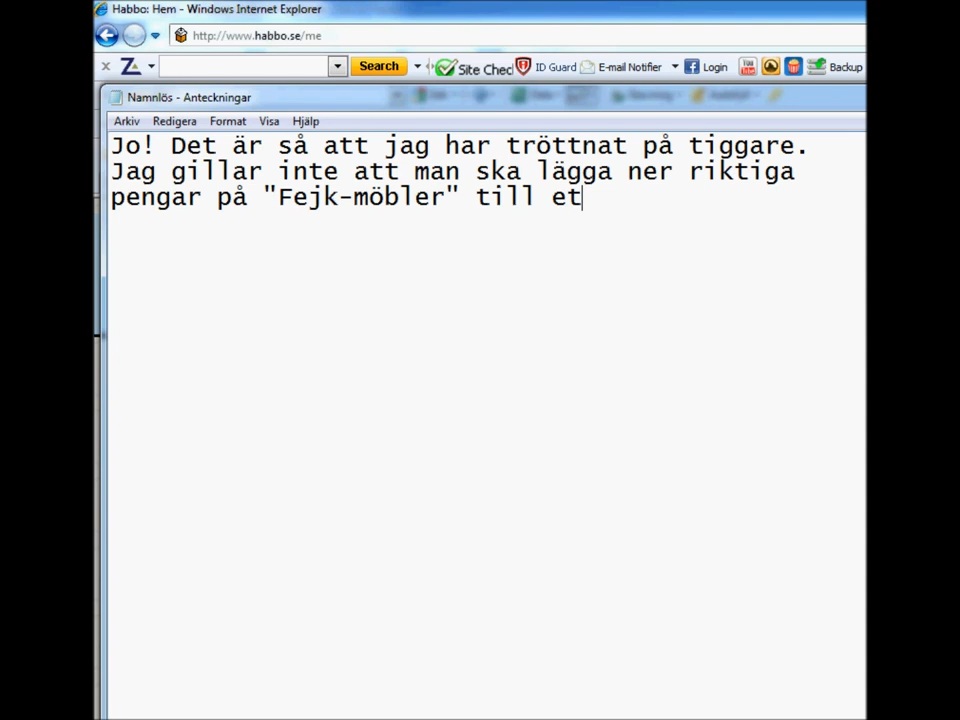 Habbo: Hem - Windows Internet Explorer
http://www.habbo.se/me
Search
Site Chec
ID Guard
E-mail Notifier
Login
You Tube
Backup
Namnlös - Anteckningar
Arkiv Redigera Format Visa Hjälp
Jo! Det är så att jag har tröttnat på tiggare.
Jag gillar inte att man ska lägga ner riktiga
pengar på "Fejk-möbler" till et